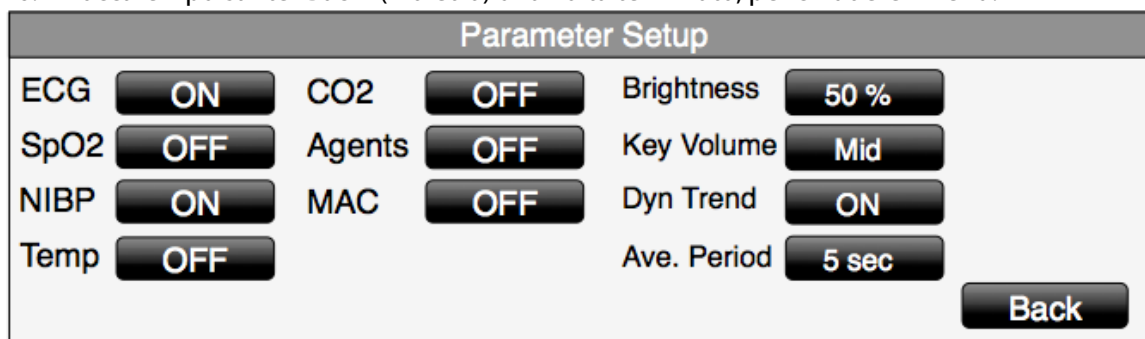 Parameter Setup
ECG ON CO2 OFF Brightness 50 %
SpO2 OFF Agents OFF Key Volume Mid
NIBP ON MAC OFF Dyn Trend ON
Temp OFF Ave. Period 5 sec
Back